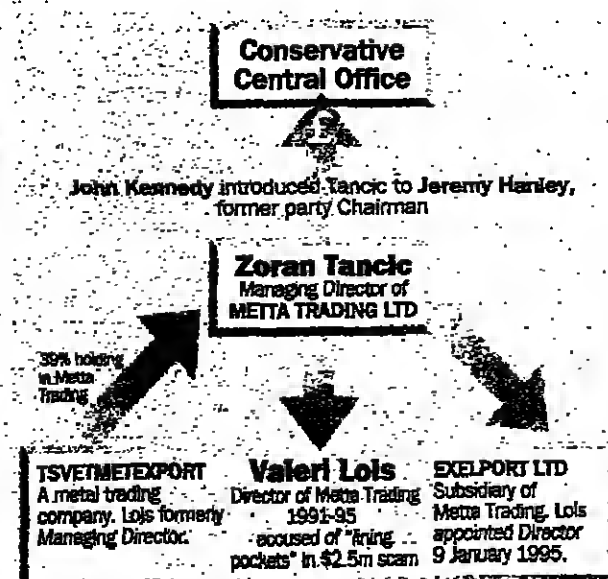 Conservative
Central Office
John Kennedy introduced Tancic to Jeremy Hanley,
former party Chairman
Zoran Tancic
Managing Director of
METTA TRADING LTD
39% holding
in Metta
Trading
TSVETMETEXPORT
A metal trading
company. Lois formerly
Managing Director.
Valeri Lois
Director of Metta Trading
1991-95
accused of "lining
pockets" in $2.5m scam
EXELPORT LTD
Subsidiary of
Metta Trading. Lois
appointed Director
9 January 1995.